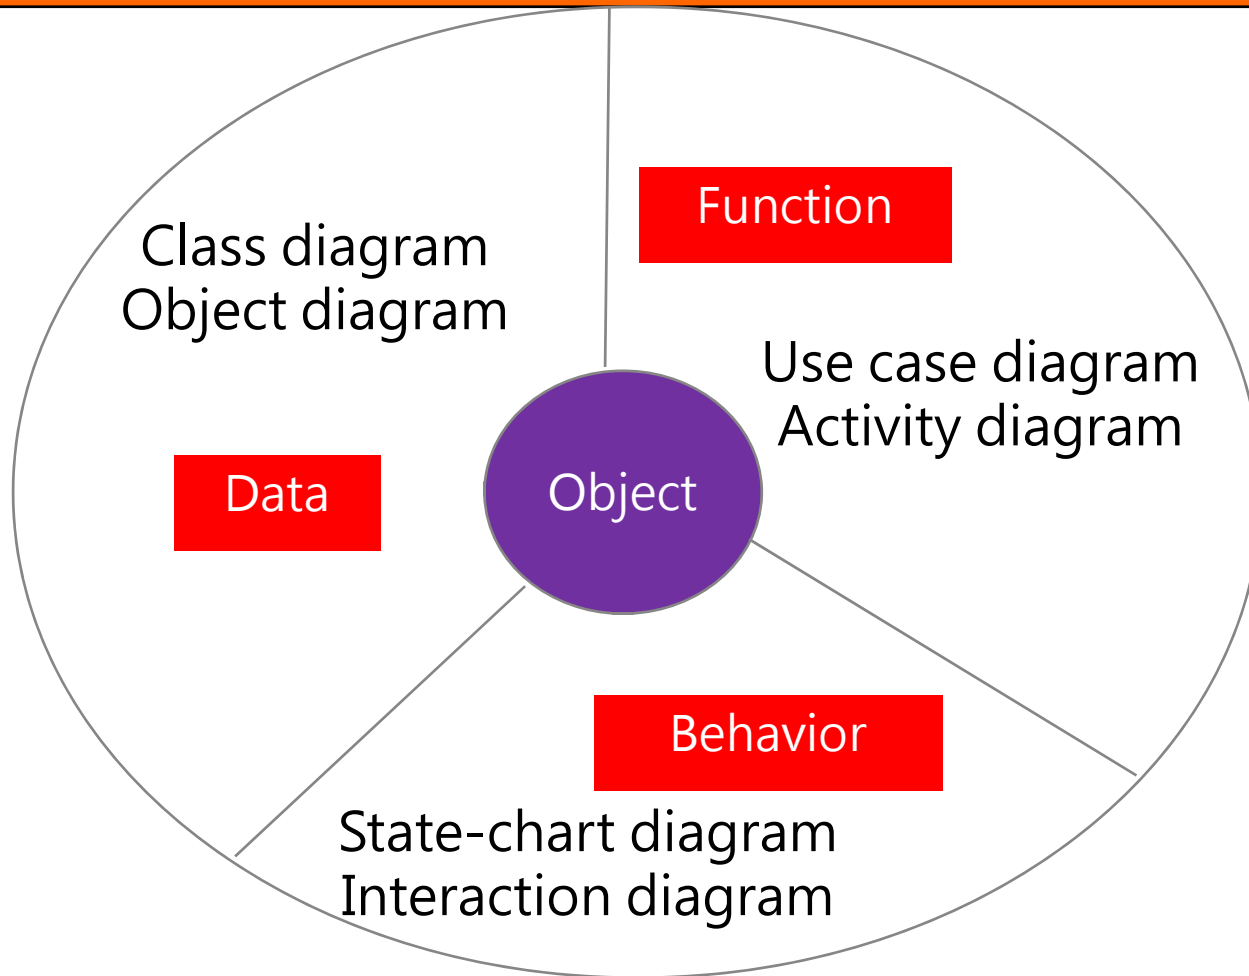 Function
Class diagram
Object diagram
Use case diagram
Activity diagram
Data
Object
Behavior
State-chart diagram
Interaction diagram